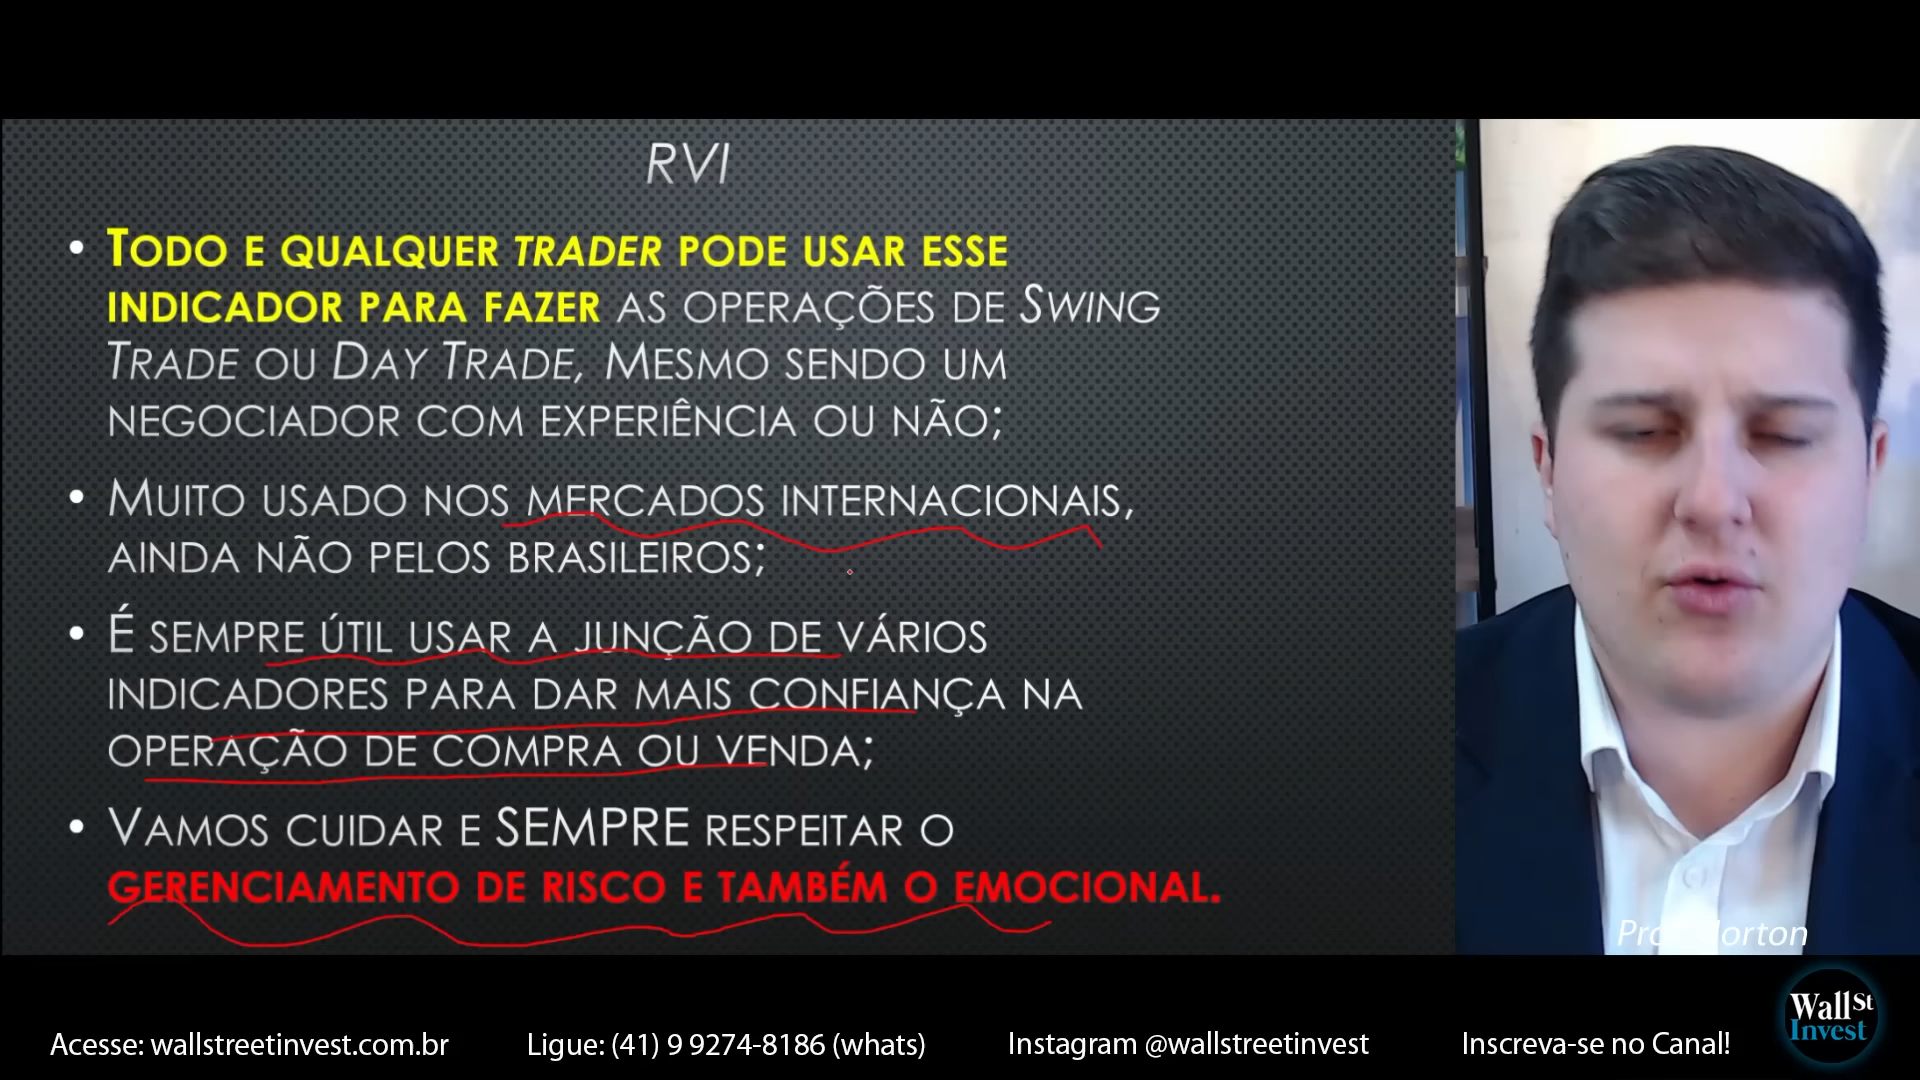 RVI
• TODO E QUALQUER TRADER PODE USAR ESSE
INDICADOR PARA FAZER AS OPERAÇÕES DE SWING
TRADE OU DAY TRADE, MESMO SENDO UM
NEGOCIADOR COM EXPERIÊNCIA OU NÃO;
• MUITO USADO NOS MERCADOS INTERNACIONAIS,
AINDA NÃO PELOS BRASILEIROS;
• É SEMPRE ÚTIL USAR A JUNÇÃO DE VÁRIOS
INDICADORES PARA DAR MAIS CONFIANÇA NA
OPERAÇÃO DE COMPRA OU VENDA;
• VAMOS CUIDAR E SEMPRE RESPEITAR O
GERENCIAMENTO DE RISCO E TAMBÉM O EMOCIONAL.
Wall St
Invest
Acesse: wallstreetinvest.com.br Ligue: (41) 9 9274-8186 (whats) Instagram @wallstreetinvest Inscreva-se no Canal!